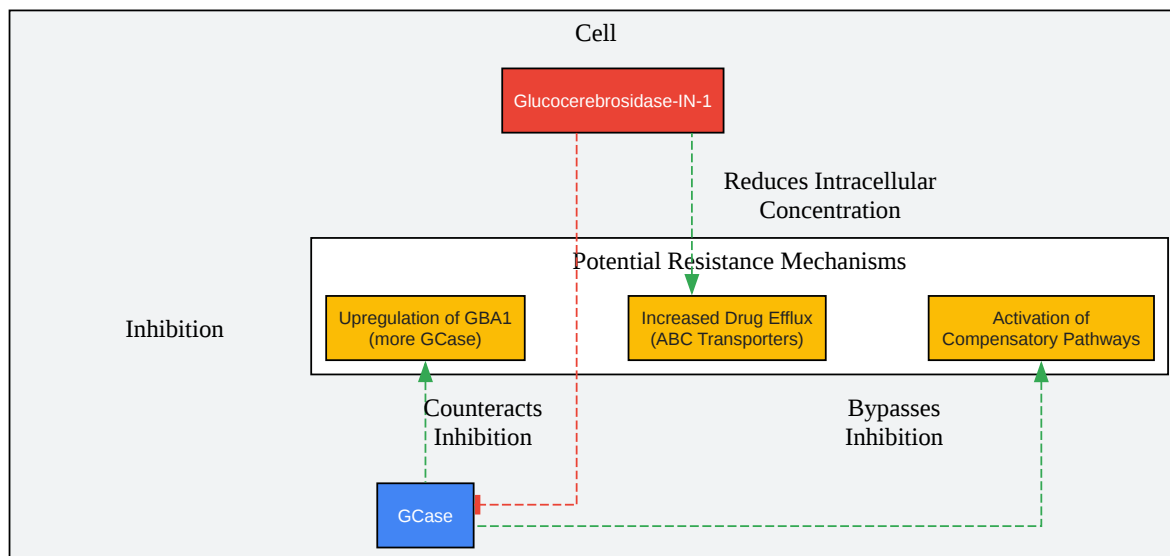 Cell
Glucocerebrosidase-IN-1
Reduces Intracellular
Concentration
Potential Resistance Mechanisms
Upregulation of GBA1
(more GCase)
Increased Drug Efflux
(ABC Transporters)
Activation of
Compensatory Pathways
Inhibition
Counteracts
Inhibition
Bypasses
Inhibition
GCase